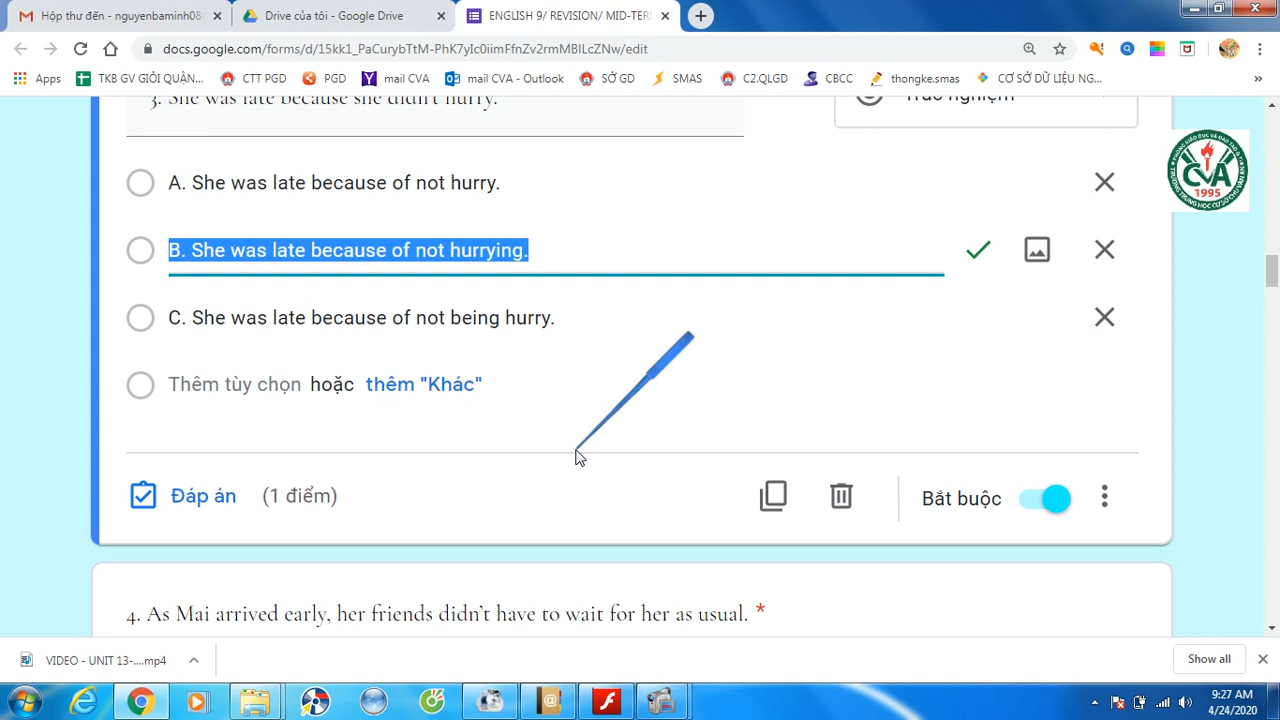 Hộp thư đến - nguyenbaminh08
Drive của tôi - Google Drive
ENGLISH 9/ REVISION/ MID-TER
docs.google.com/forms/d/15kk1_PaCurybTtM-PhK7yIcIiimFfnZv2rmMBILcZNw/edit
Apps
TKB GV GIỎI QUẬN...
CTT PGD
PGD
mail CVA
mail CVA - Outlook
SỞ GD
SMAS
C2.QLGD
CBCC
thongke.smas
CƠ SỞ DỮ LIỆU NG...
3. She was late because she didn't hurry.
Trắc nghiệm
CVA
1995
A. She was late because of not hurry.
B. She was late because of not hurrying.
C. She was late because of not being hurry.
Thêm tùy chọn hoặc thêm "Khác"
Đáp án (1 điểm)
Bắt buộc
4. As Mai arrived early, her friends didn't have to wait for her as usual. *
VIDEO - UNIT 13-....mp4
Show all
9:27 AM
4/24/2020